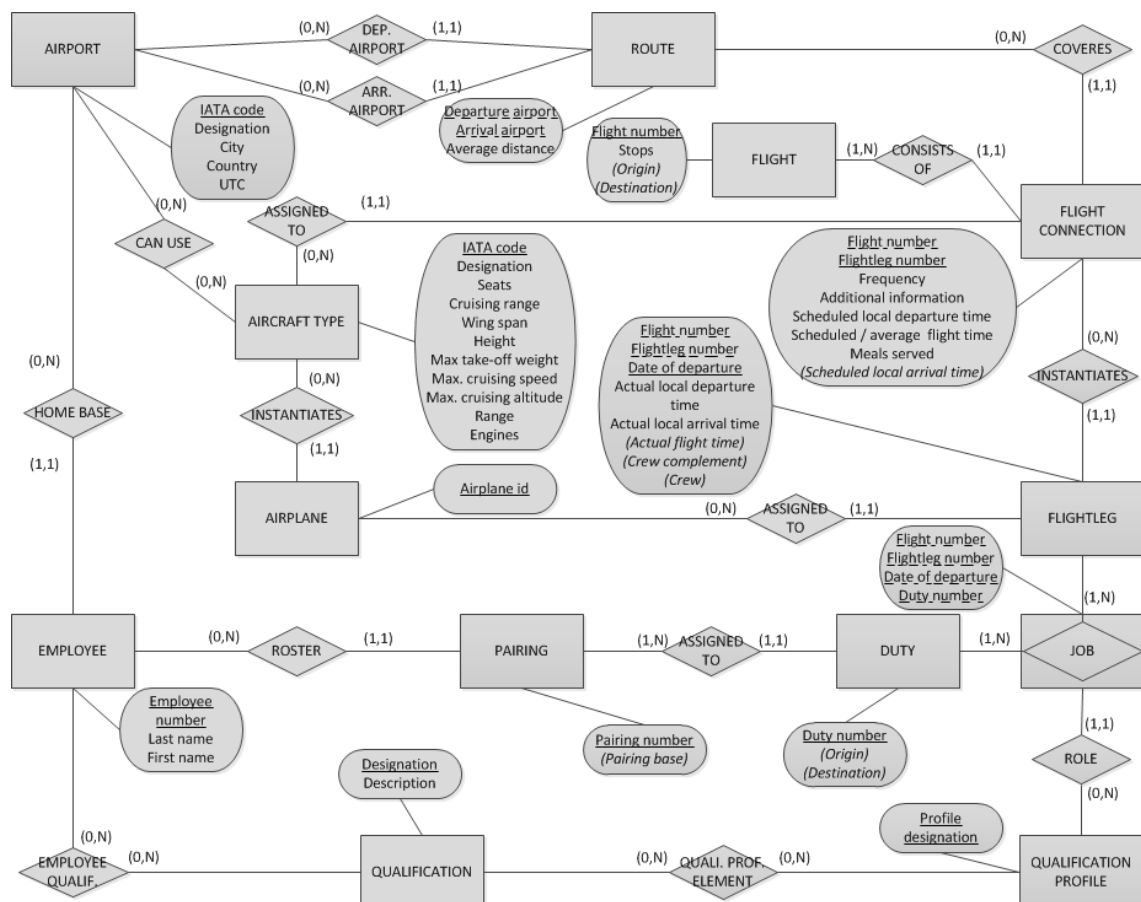 (0,N)
DEP.
AIRPORT
(1,1)
AIRPORT
ROUTE
(0,N)
COVERES
(0,N)
ARR.
AIRPORT
(1,1)
(1,1)
IATA code
Designation
City
Country
UTC
Departure airport
Arrival airport
Average distance
Flight number
Stops
(Origin)
(Destination)
FLIGHT
(1,N)
CONSISTS
OF
(1,1)
(0,N)
CAN USE
(0,N)
ASSIGNED
TO
(1,1)
(0,N)
FLIGHT
CONNECTION
IATA code
Designation
Seats
Cruising range
Wing span
Height
Max take-off weight
Max. cruising speed
Max. cruising altitude
Range
Engines
Flight number
Flightleg number
Frequency
Additional information
Scheduled local departure time
Scheduled / average flight time
Meals served
(Scheduled local arrival time)
AIRCRAFT TYPE
Flight number
Flightleg number
Date of departure
Actual local departure
time
Actual local arrival time
(Actual flight time)
(Crew complement)
(Crew)
(0,N)
INSTANTIATES
(1,1)
(0,N)
HOME BASE
(1,1)
(0,N)
INSTANTIATES
(1,1)
AIRPLANE
Airplane id
(0,N)
ASSIGNED
TO
(1,1)
FLIGHTLEG
Flight number
Flightleg number
Date of departure
Duty number
(1,N)
EMPLOYEE
(0,N)
ROSTER
(1,1)
PAIRING
(1,N)
ASSIGNED
TO
(1,1)
DUTY
(1,N)
JOB
Employee
number
Last name
First name
Pairing number
(Pairing base)
Duty number
(Origin)
(Destination)
(1,1)
ROLE
(0,N)
Designation
Description
Profile
designation
(0,N)
EMPLOYEE
QUALIF.
(0,N)
QUALIFICATION
(0,N)
QUALI. PROF.
ELEMENT
(0,N)
QUALIFICATION
PROFILE